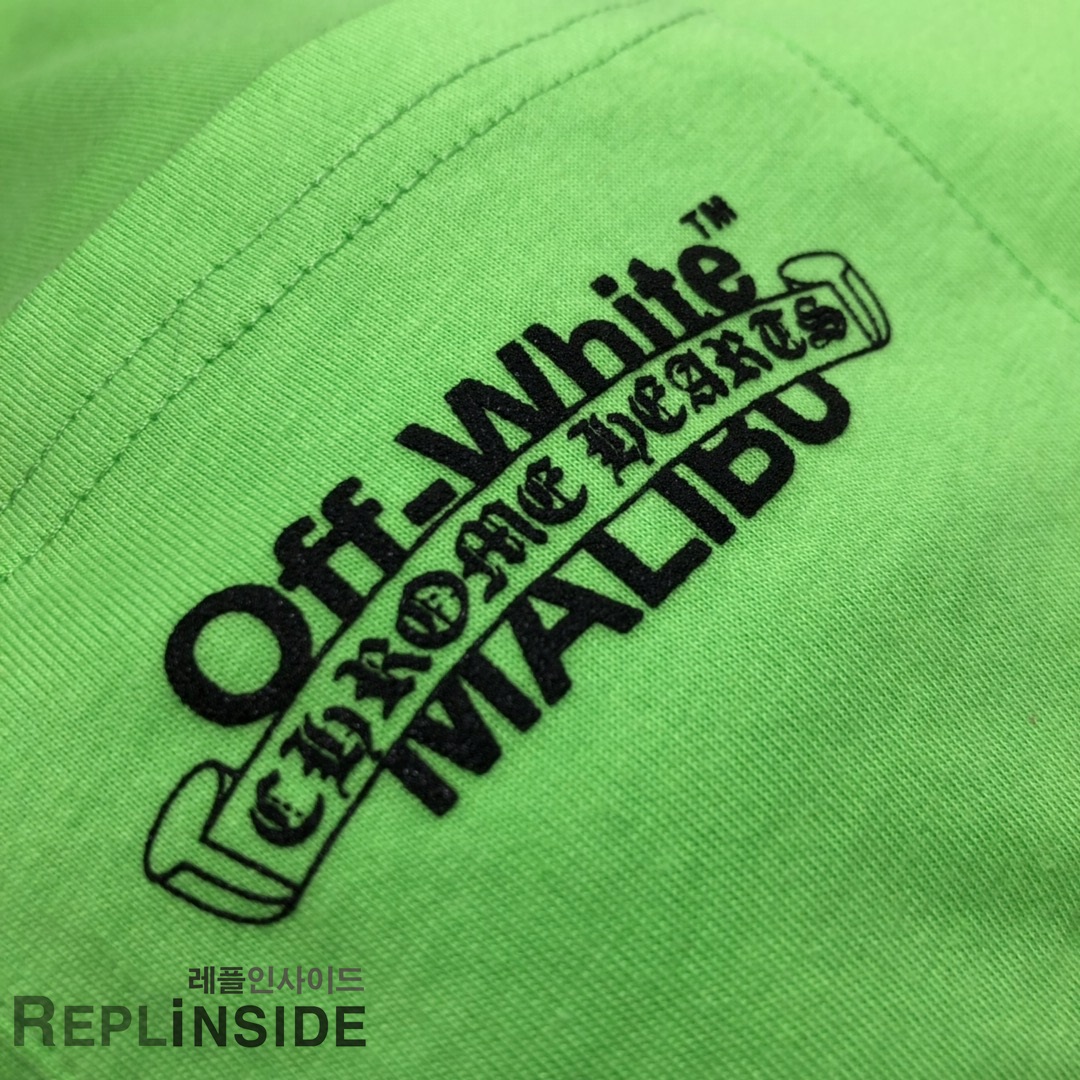 Off-White™
CHROME HEARTS
MALIBU
레플인사이드
REPLiNSIDE